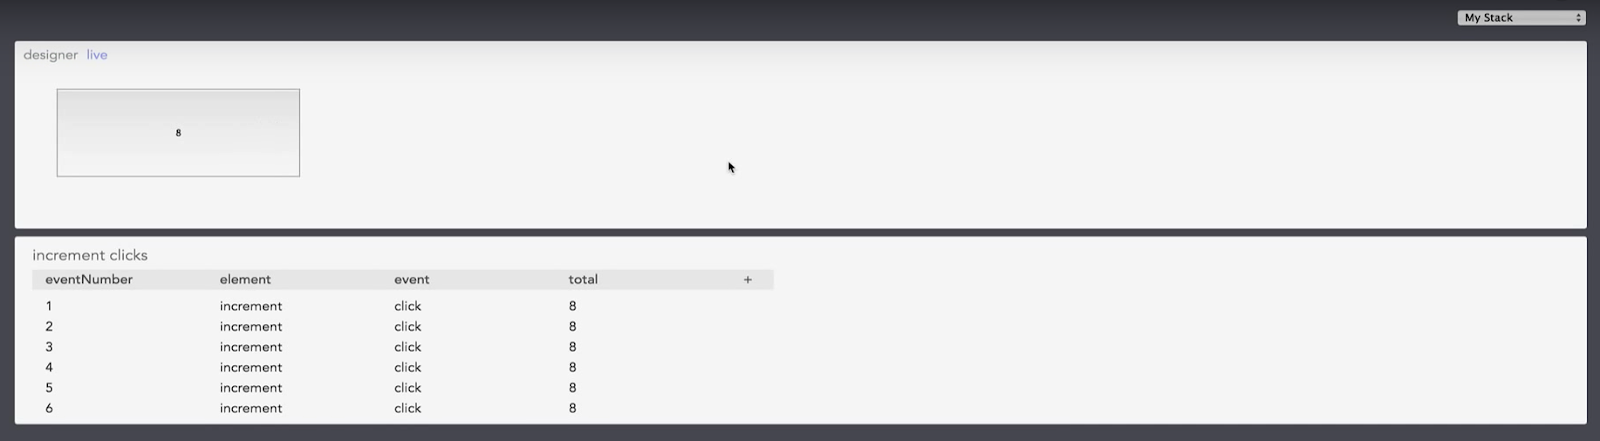 My Stack
designer live
8
increment clicks
eventNumber element event total +
1 increment click 8
2 increment click 8
3 increment click 8
4 increment click 8
5 increment click 8
6 increment click 8